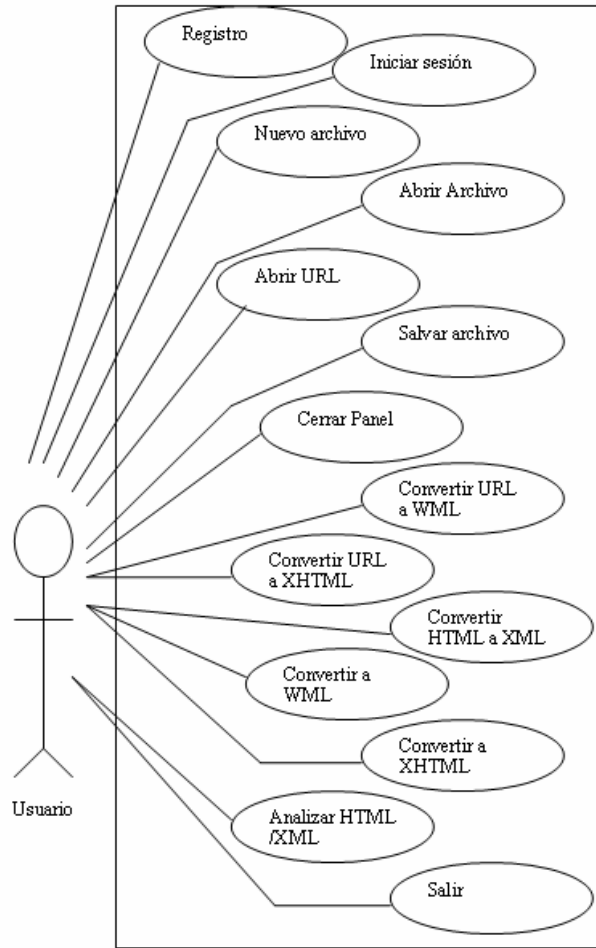 Registro
Iniciar sesión
Nuevo archivo
Abrir Archivo
Abrir URL
Salvar archivo
Cerrar Panel
Convertir URL
a WML
Convertir URL
a XHTML
Convertir
HTML a XML
Convertir a
WML
Convertir a
XHTML
Usuario
Analizar HTML
/XML
Salir